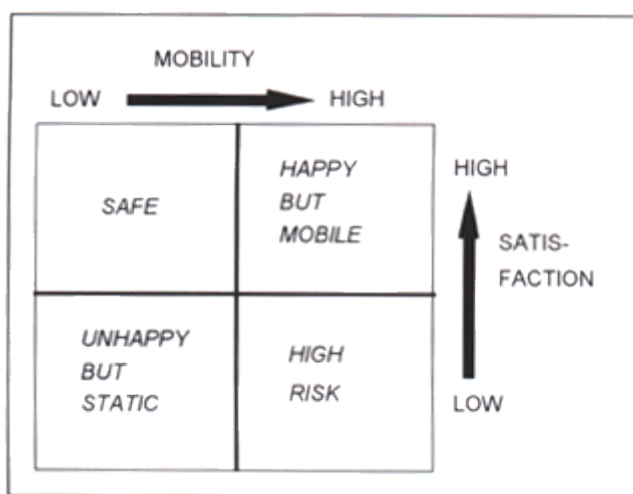 MOBILITY
LOW HIGH
HAPPY
BUT
MOBILE
SAFE
HIGH
SATIS-
FACTION
UNHAPPY
BUT
STATIC
HIGH
RISK
LOW